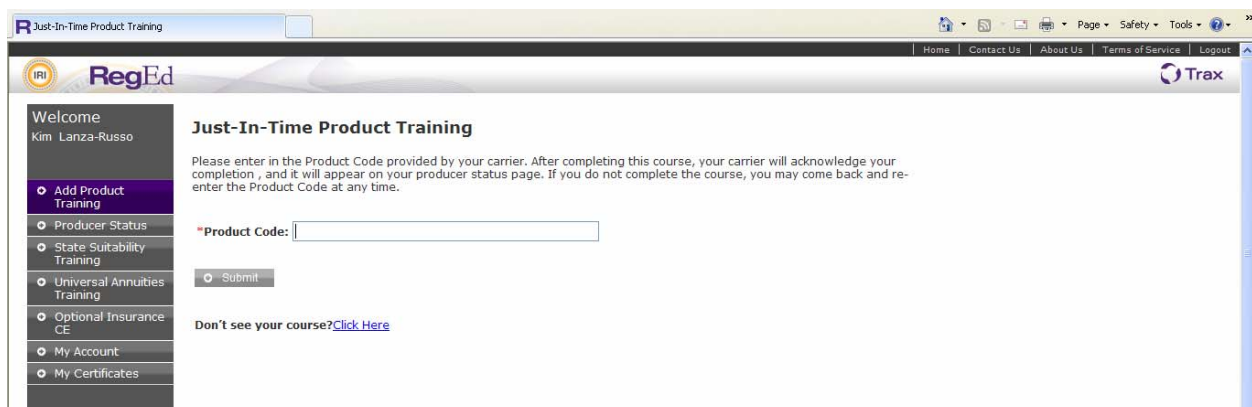 Just-In-Time Product Training
Page Safety Tools
Home | Contact Us | About Us | Terms of Service | Logout
IRI RegEd
Trax
Welcome
Kim Lanza-Russo
Add Product
Training
Producer Status
State Suitability
Training
Universal Annuities
Training
Optional Insurance
CE
My Account
My Certificates
Just-In-Time Product Training
Please enter in the Product Code provided by your carrier. After completing this course, your carrier will acknowledge your
completion , and it will appear on your producer status page. If you do not complete the course, you may come back and re-
enter the Product Code at any time.
*Product Code:
Submit
Don't see your course?Click Here